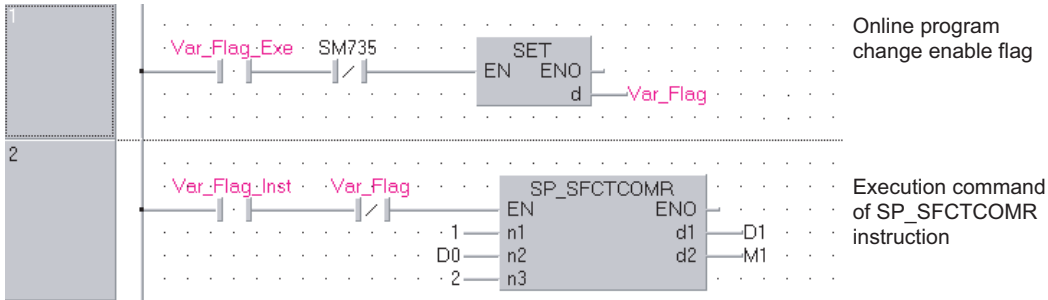 1
Var_Flag_Exe SM735
SET
EN ENO
d Var_Flag
Online program
change enable flag
2
Var_Flag_Inst Var_Flag
SP_SFCTCOMR
EN ENO
1 n1 d1 D1
D0 n2 d2 M1
2 n3
Execution command
of SP_SFCTCOMR
instruction